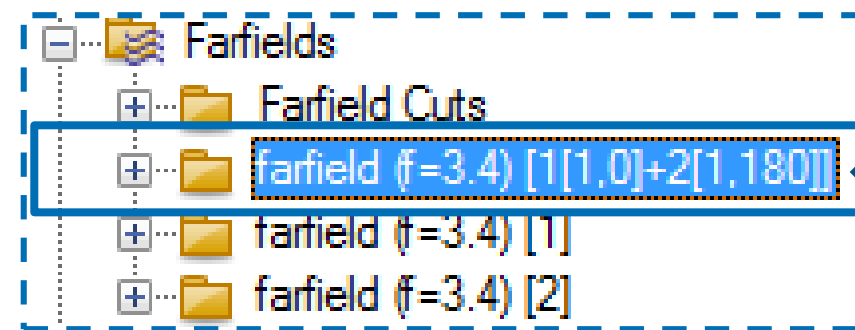 Farfields
Farfield Cuts
farfield (f=3.4) [1[1,0]+2[1,180]]
farfield (f=3.4) [1]
farfield (f=3.4) [2]